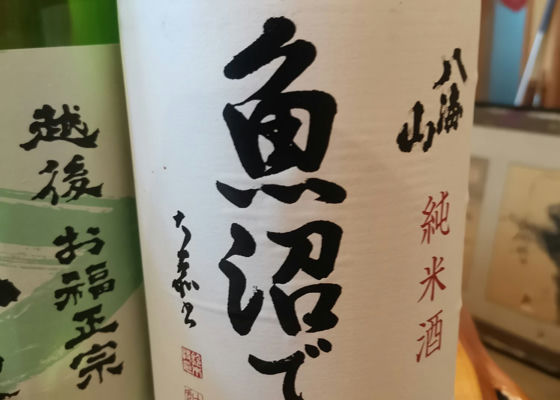 八海山
純米酒
魚沼で
越後
お福正宗